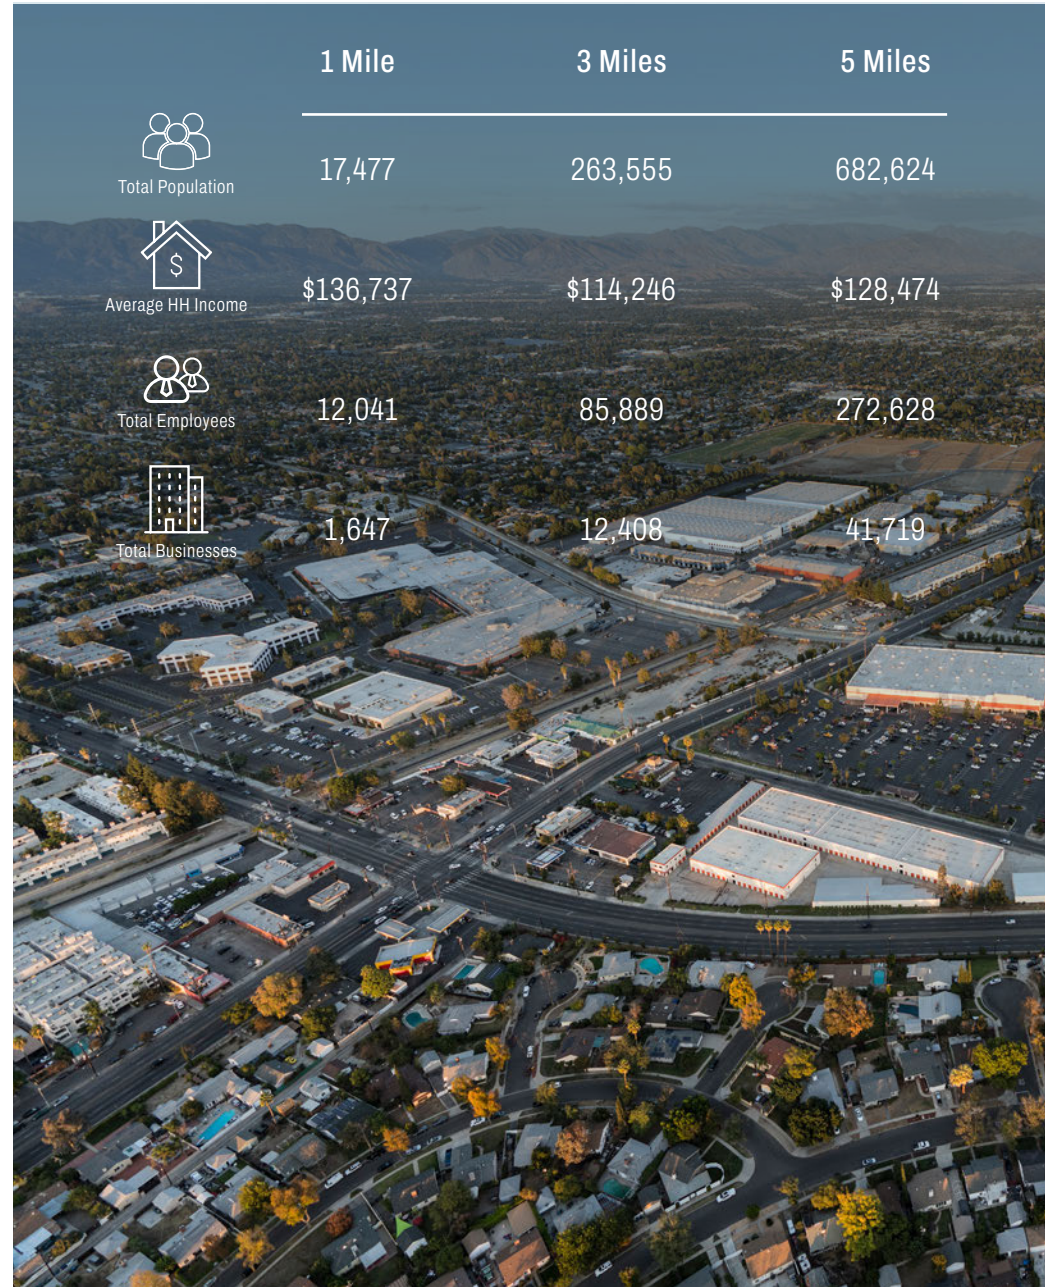 1 Mile 3 Miles 5 Miles
Total Population 17,477 263,555 682,624
Average HH Income $136,737 $114,246 $128,474
Total Employees 12,041 85,889 272,628
Total Businesses 1,647 12,408 41,719